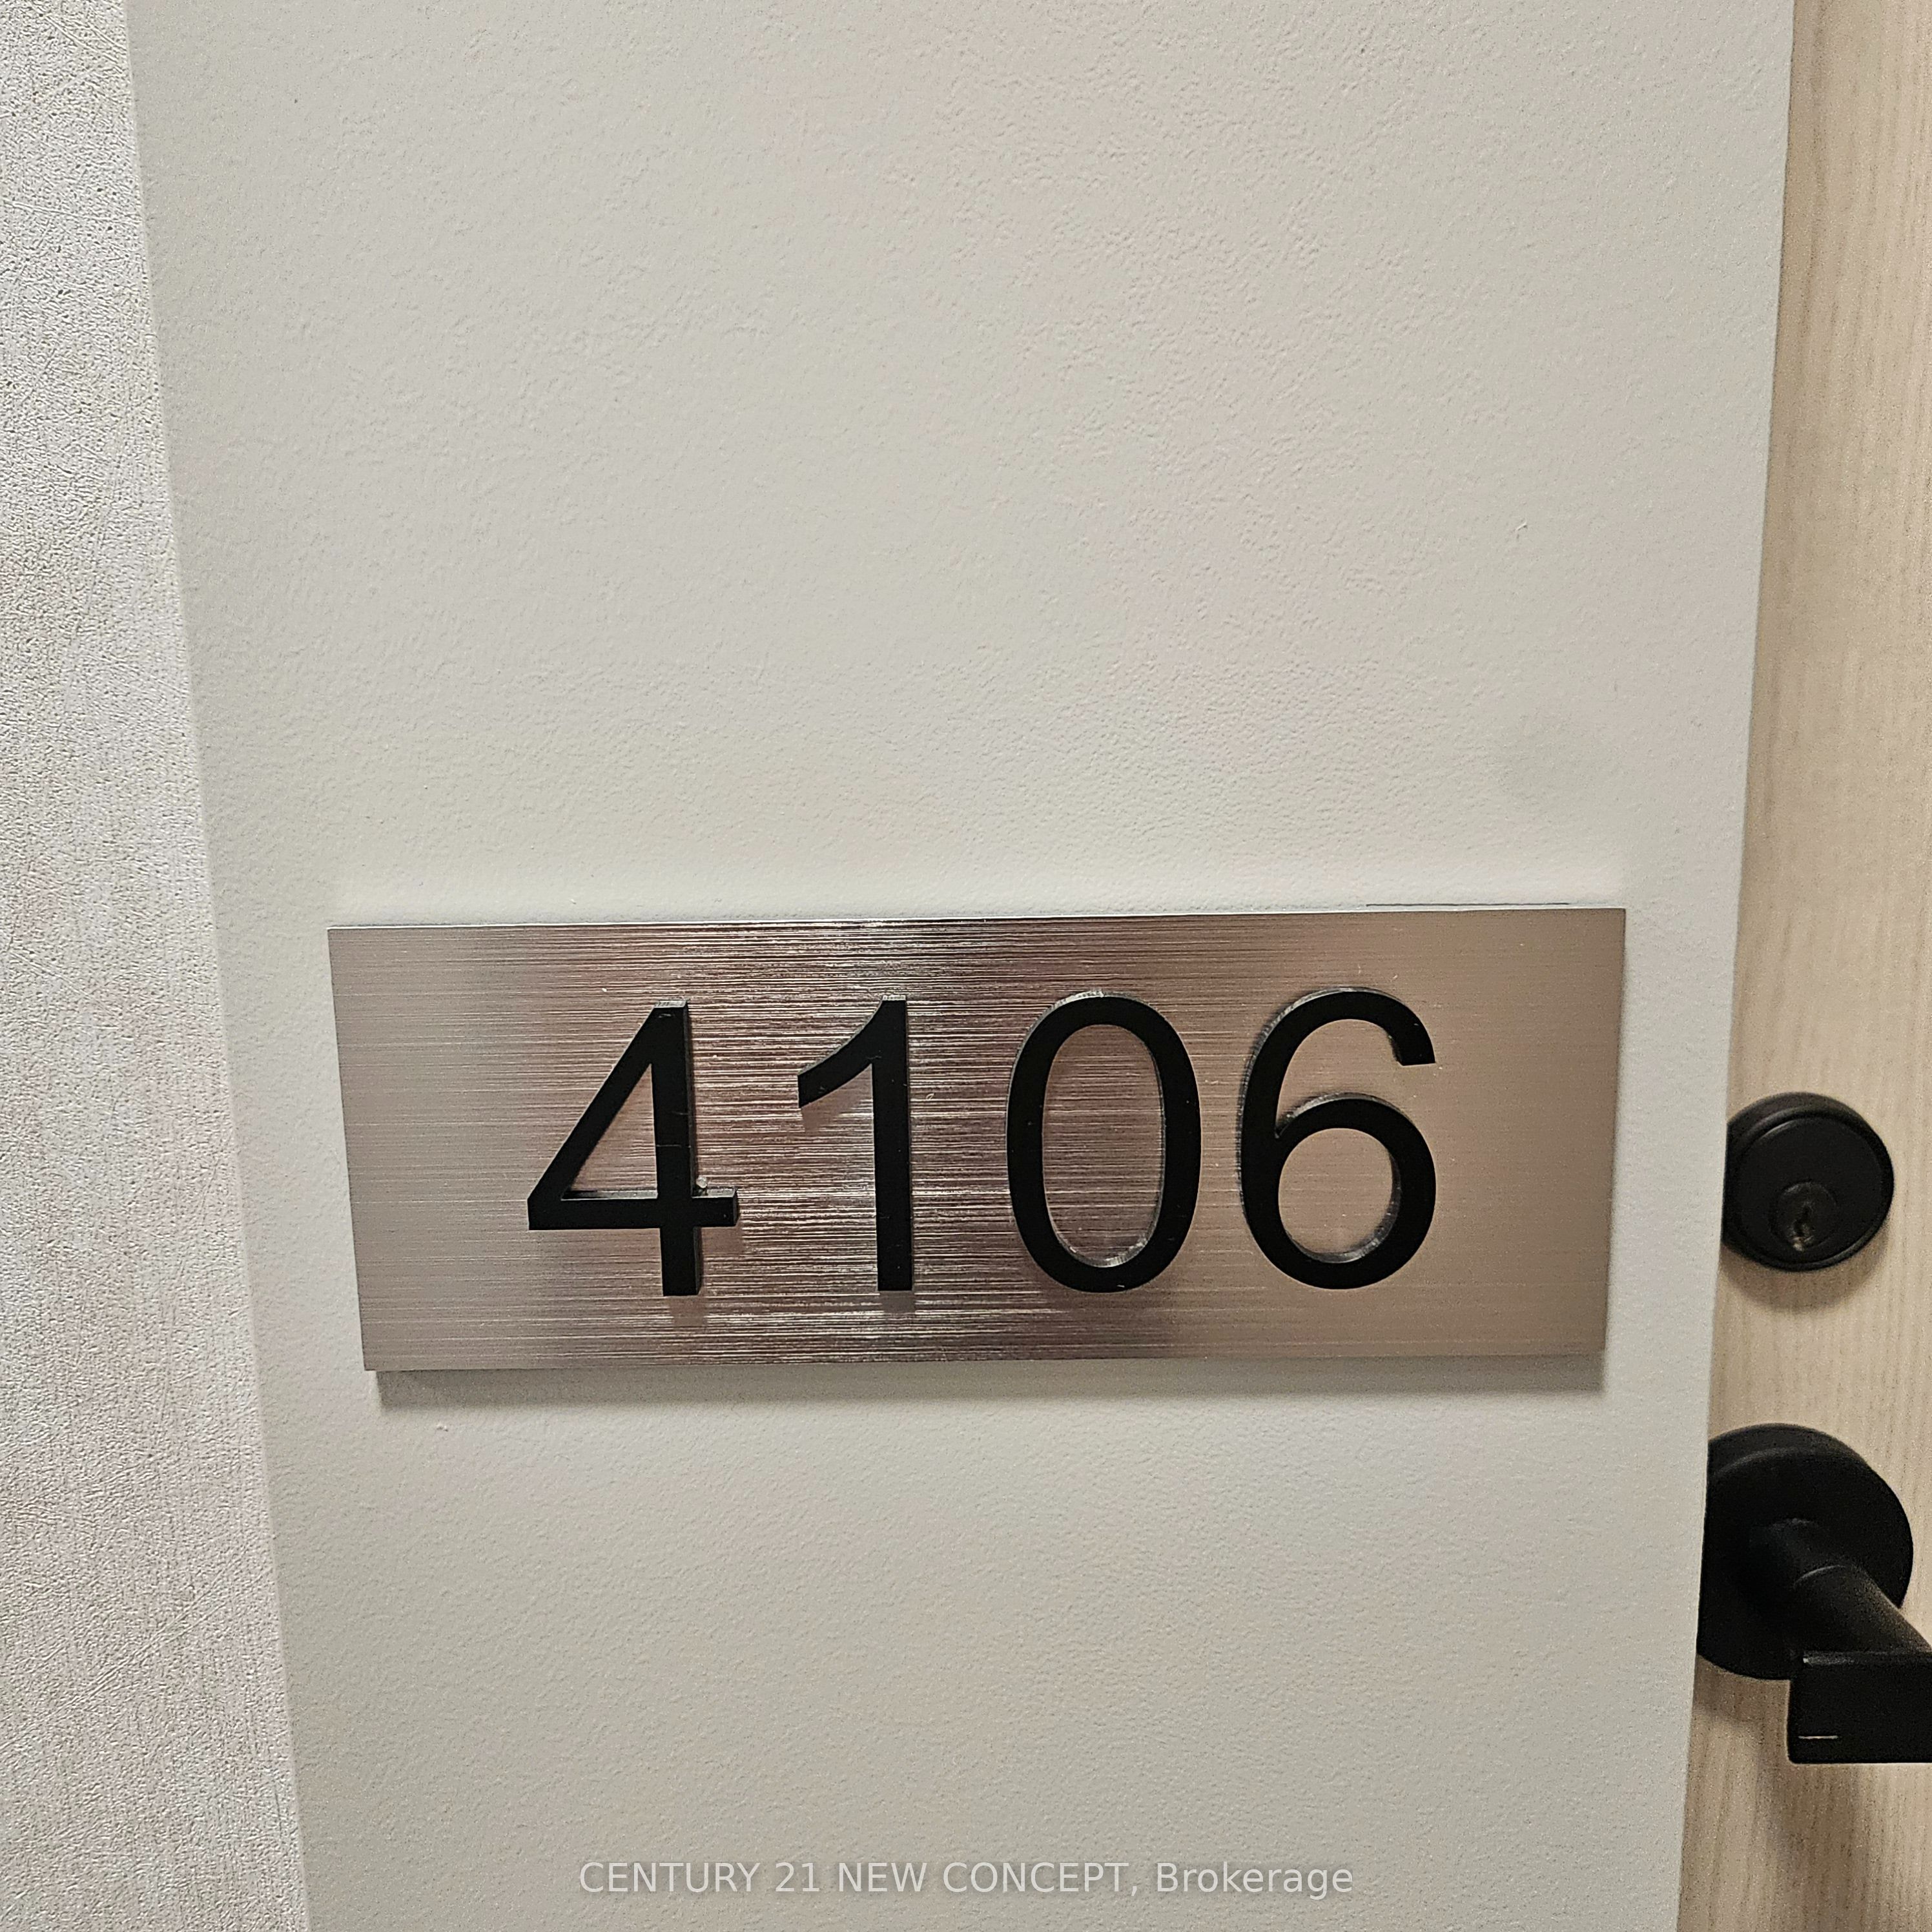 4106
CENTURY 21 NEW CONCEPT, Brokerage